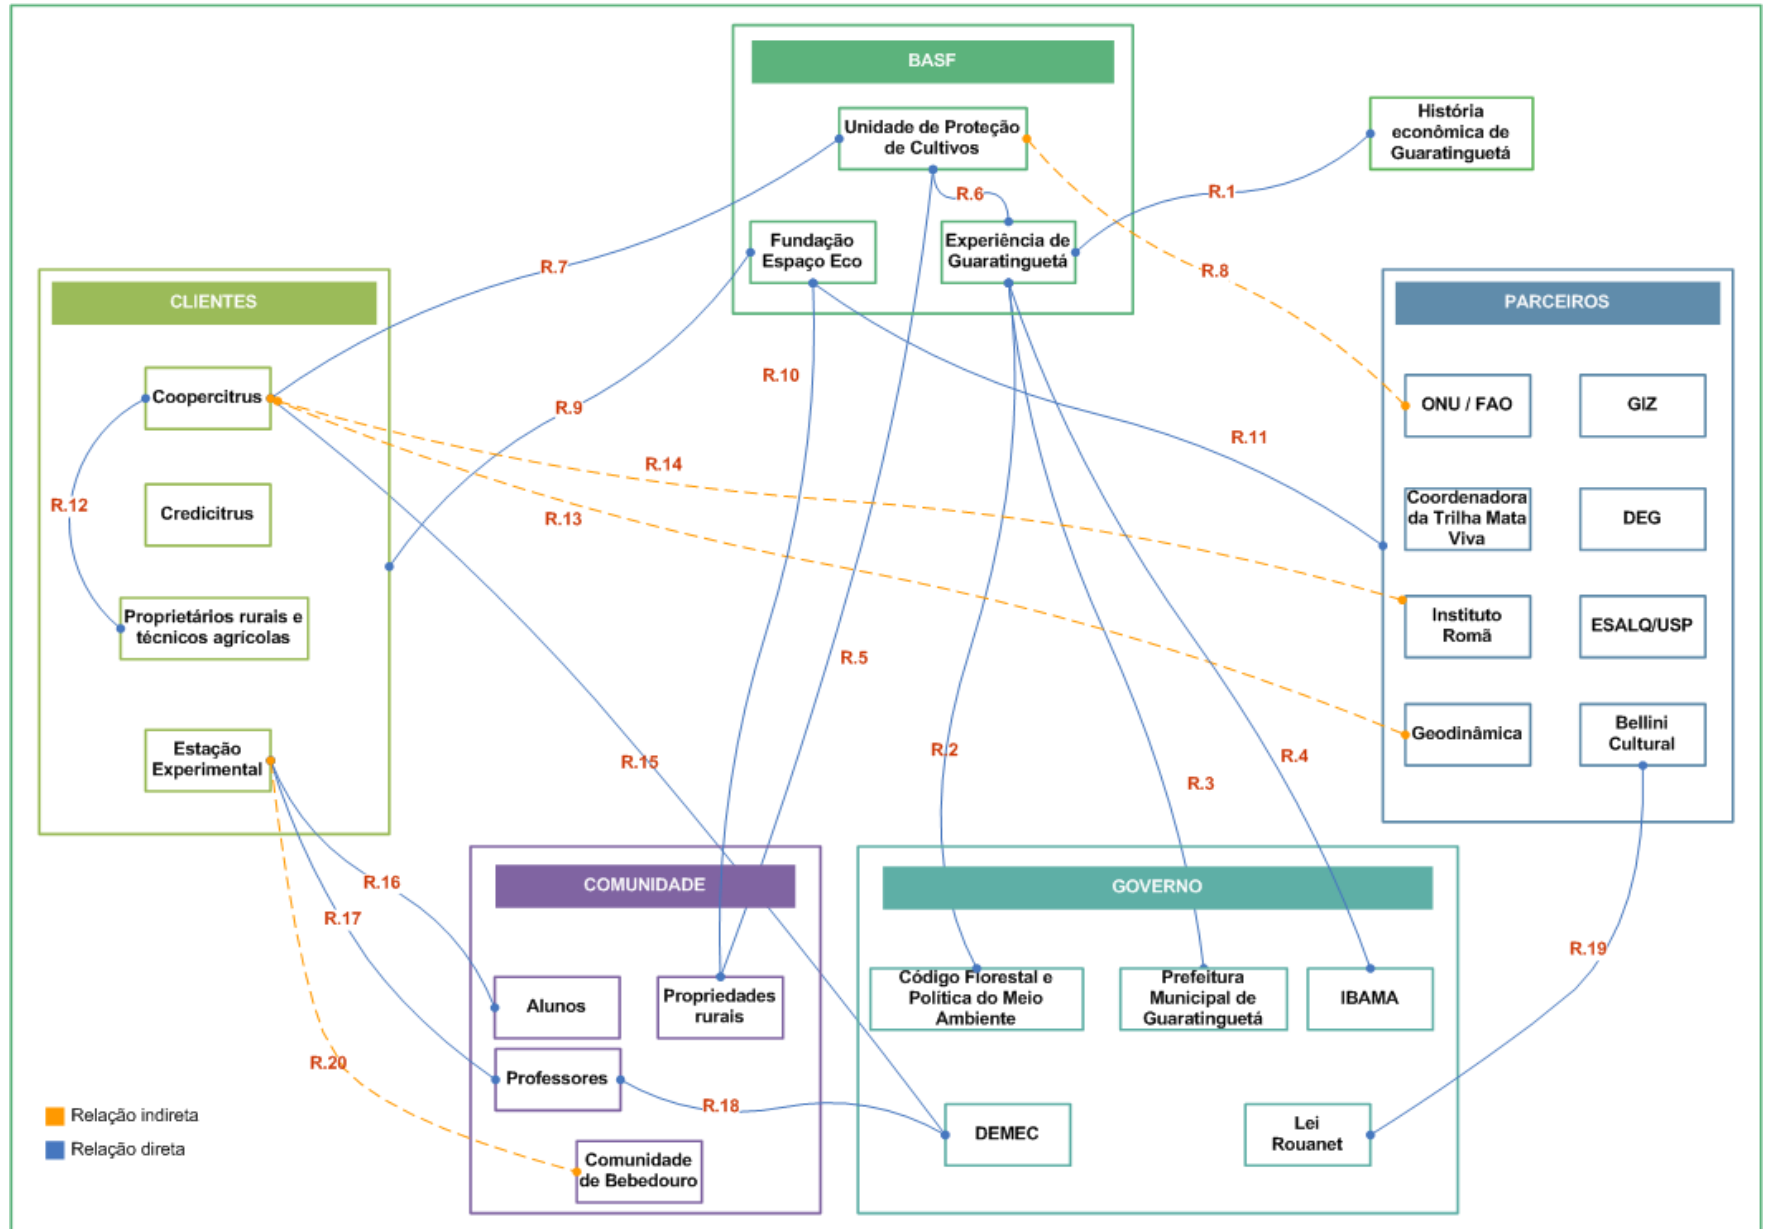 BASF
Unidade de Proteção
de Cultivos
História
econômica de
Guaratinguetá
R.6
R.1
Fundação
Espaço Eco
Experiência de
Guaratinguetá
R.7
R.8
CLIENTES
PARCEIROS
Coopercitrus
R.10
R.9
ONU / FAO
GIZ
R.11
R.14
R.12
Credicitrus
R.13
Coordenadora
da Trilha Mata
Viva
DEG
Proprietários rurais e
técnicos agrícolas
Instituto
Romã
ESALQ/USP
R.5
Estação
Experimental
R.15
R.2
R.4
R.3
Geodinâmica
Bellini
Cultural
R.16
R.17
COMUNIDADE
GOVERNO
R.19
Alunos
Propriedades
rurais
Código Florestal e
Política do Meio
Ambiente
Prefeitura
Municipal de
Guaratinguetá
IBAMA
R.20
Professores
R.18
DEMEC
Lei
Rouanet
Relação indireta
Relação direta
Comunidade
de Bebedouro